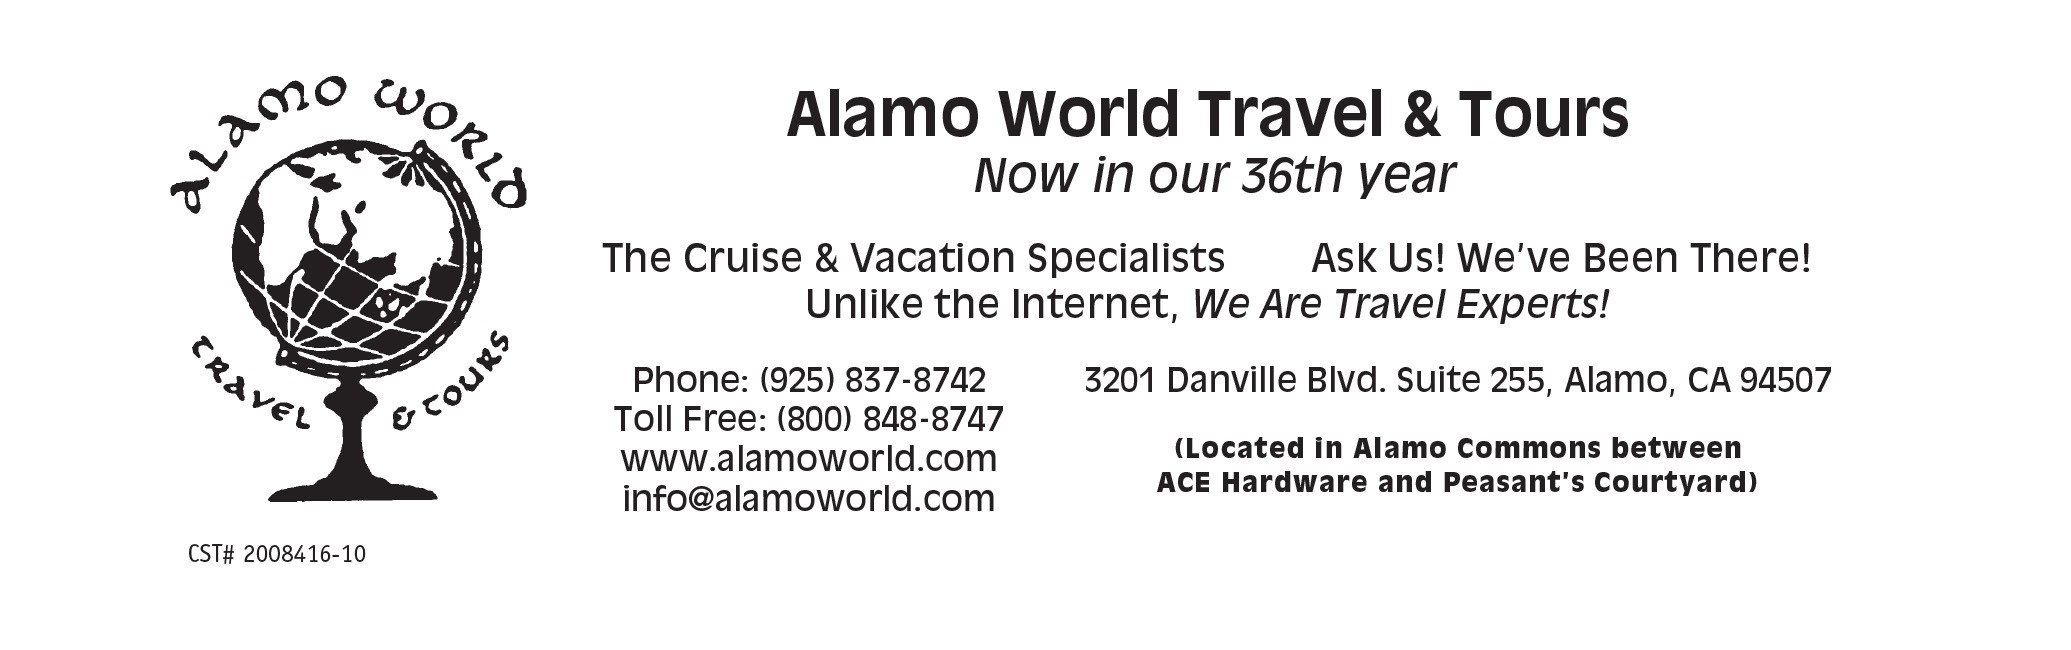 ALAMO WORLD
TRAVEL & TOURS
CST# 2008416-10
Alamo World Travel & Tours
Now in our 36th year
The Cruise & Vacation Specialists Ask Us! We’ve Been There!
Unlike the Internet, We Are Travel Experts!
Phone: (925) 837-8742
Toll Free: (800) 848-8747
www.alamoworld.com
info@alamoworld.com
3201 Danville Blvd. Suite 255, Alamo, CA 94507
(Located in Alamo Commons between
ACE Hardware and Peasant’s Courtyard)